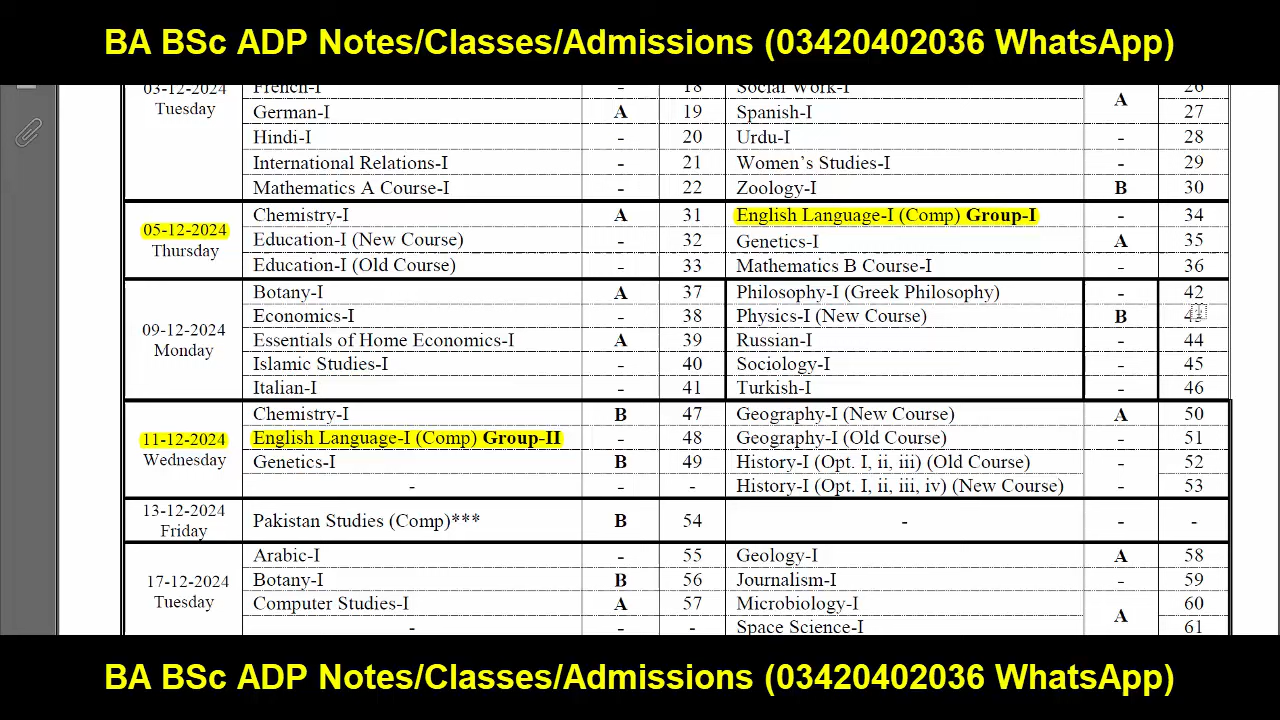 BA BSc ADP Notes/Classes/Admissions (03420402036 WhatsApp)
03-12-2024 Tuesday French-I - 18 Social Work-I A 26
German-I A 19 Spanish-I 27
Hindi-I - 20 Urdu-I - 28
International Relations-I - 21 Women's Studies-I - 29
Mathematics A Course-I - 22 Zoology-I B 30
05-12-2024 Thursday Chemistry-I A 31 English Language-I (Comp) Group-I - 34
Education-I (New Course) - 32 Genetics-I A 35
Education-I (Old Course) - 33 Mathematics B Course-I - 36
09-12-2024 Monday Botany-I A 37 Philosophy-I (Greek Philosophy) - 42
Economics-I - 38 Physics-I (New Course) B 43
Essentials of Home Economics-I A 39 Russian-I - 44
Islamic Studies-I - 40 Sociology-I - 45
Italian-I - 41 Turkish-I - 46
11-12-2024 Wednesday Chemistry-I B 47 Geography-I (New Course) A 50
English Language-I (Comp) Group-II - 48 Geography-I (Old Course) 51
Genetics-I B 49 History-I (Opt. I, ii, iii) (Old Course) - 52
- - - History-I (Opt. I, ii, iii, iv) (New Course) - 53
13-12-2024 Friday Pakistan Studies (Comp)*** B 54 - - -
17-12-2024 Tuesday Arabic-I - 55 Geology-I A 58
Botany-I B 56 Journalism-I - 59
Computer Studies-I A 57 Microbiology-I A 60
- - - Space Science-I 61
BA BSc ADP Notes/Classes/Admissions (03420402036 WhatsApp)